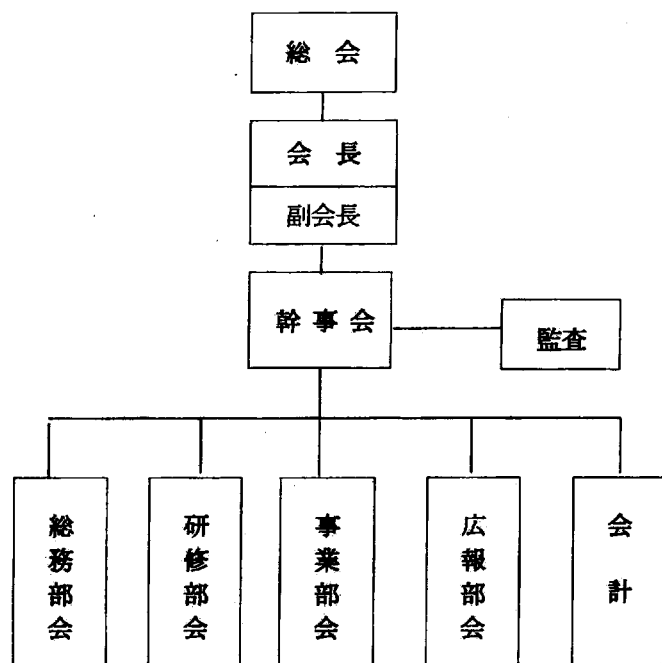 総 会
会 長
副会長
幹 事 会
監査
総務部会
研修部会
事業部会
広報部会
会 計